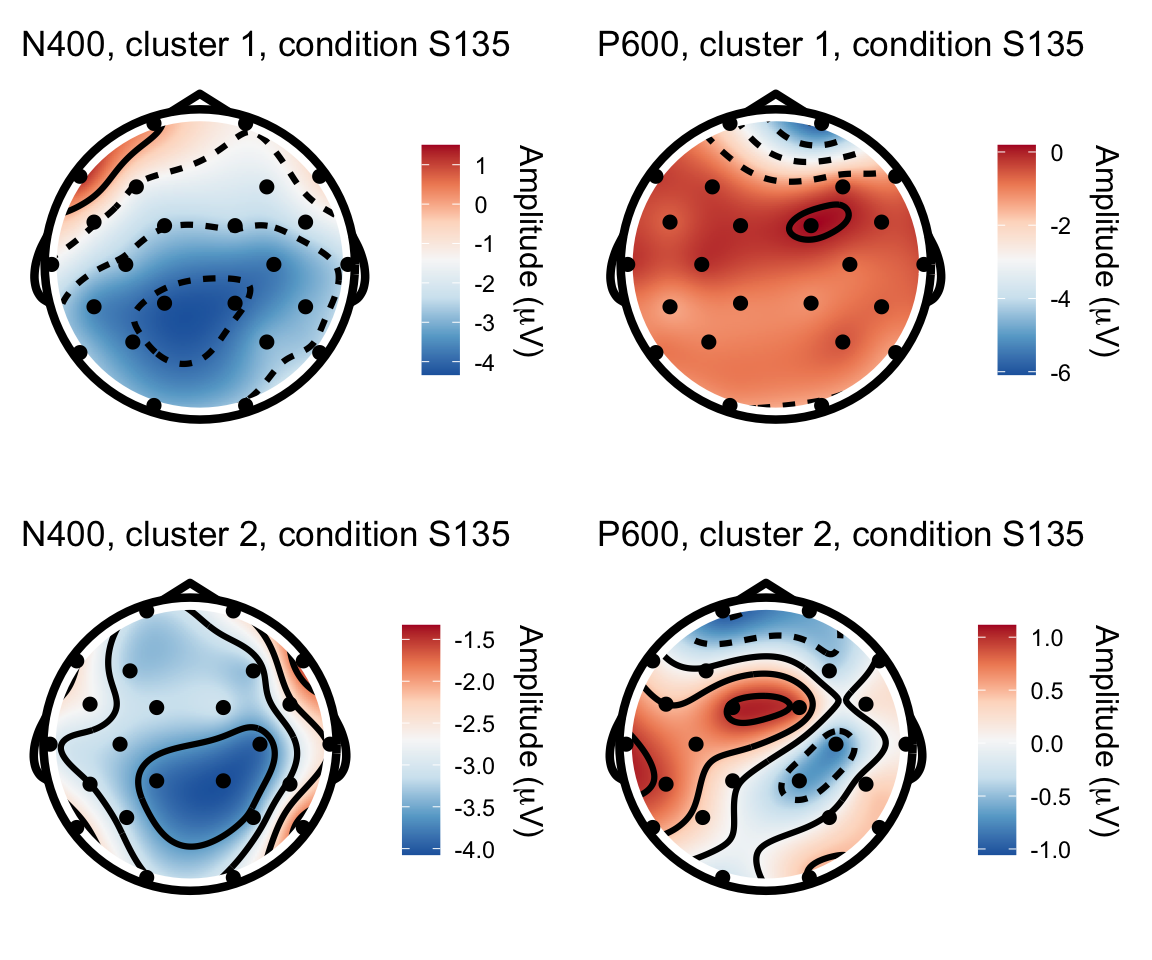 N400, cluster 1, condition S135
1
0
-1
-2
-3
-4
Amplitude (µV)
P600, cluster 1, condition S135
0
-2
-4
-6
Amplitude (µV)
N400, cluster 2, condition S135
-1.5
-2.0
-2.5
-3.0
-3.5
-4.0
Amplitude (µV)
P600, cluster 2, condition S135
1.0
0.5
0.0
-0.5
-1.0
Amplitude (µV)